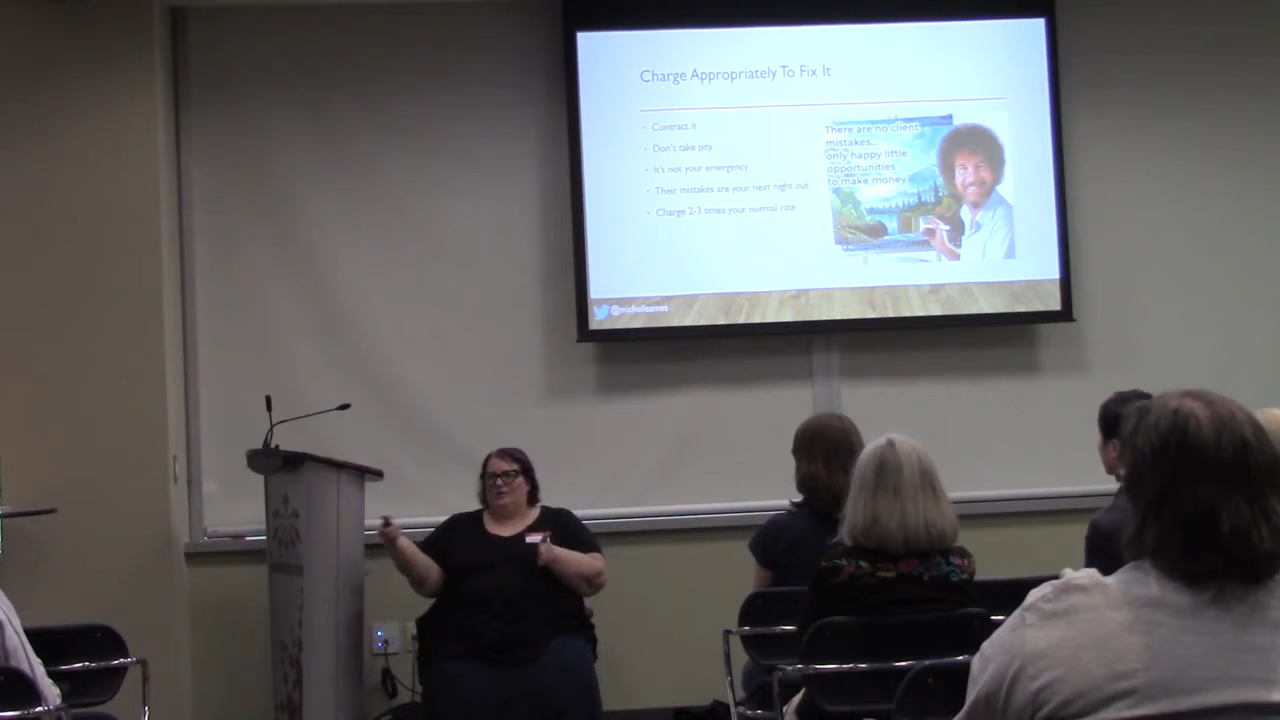 Charge Appropriately To Fix It
• Contract it
• Don't take pity
• It's not your emergency
• Their mistakes are your next night out
• Charge 2-3 times your normal rate
There are no client
mistakes...
only happy little
opportunities
to make money
@michelleames